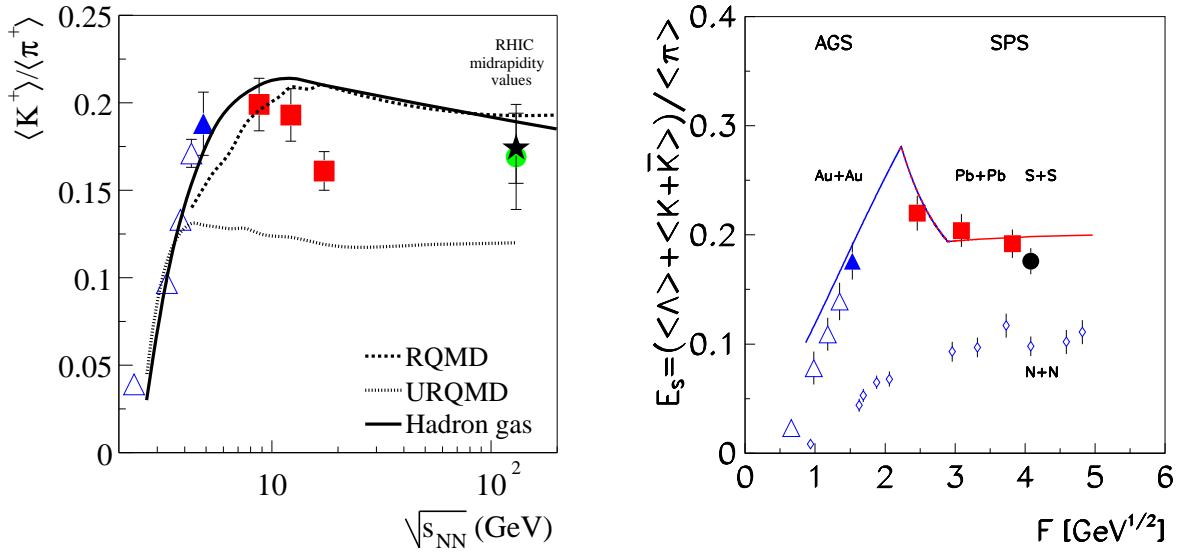 ⟨K⁺⟩/⟨π⁺⟩
0.25
0.2
0.15
0.1
0.05
0
RHIC
midrapidity
values
RQMD
URQMD
Hadron gas
10
10²
√s_NN (GeV)
E_S=(<Λ>+<K+K̅>)/<π>
0.4
0.3
0.2
0.1
0.0
AGS SPS
Au+Au Pb+Pb S+S
N+N
0 1 2 3 4 5 6
F [GeV^1/2]